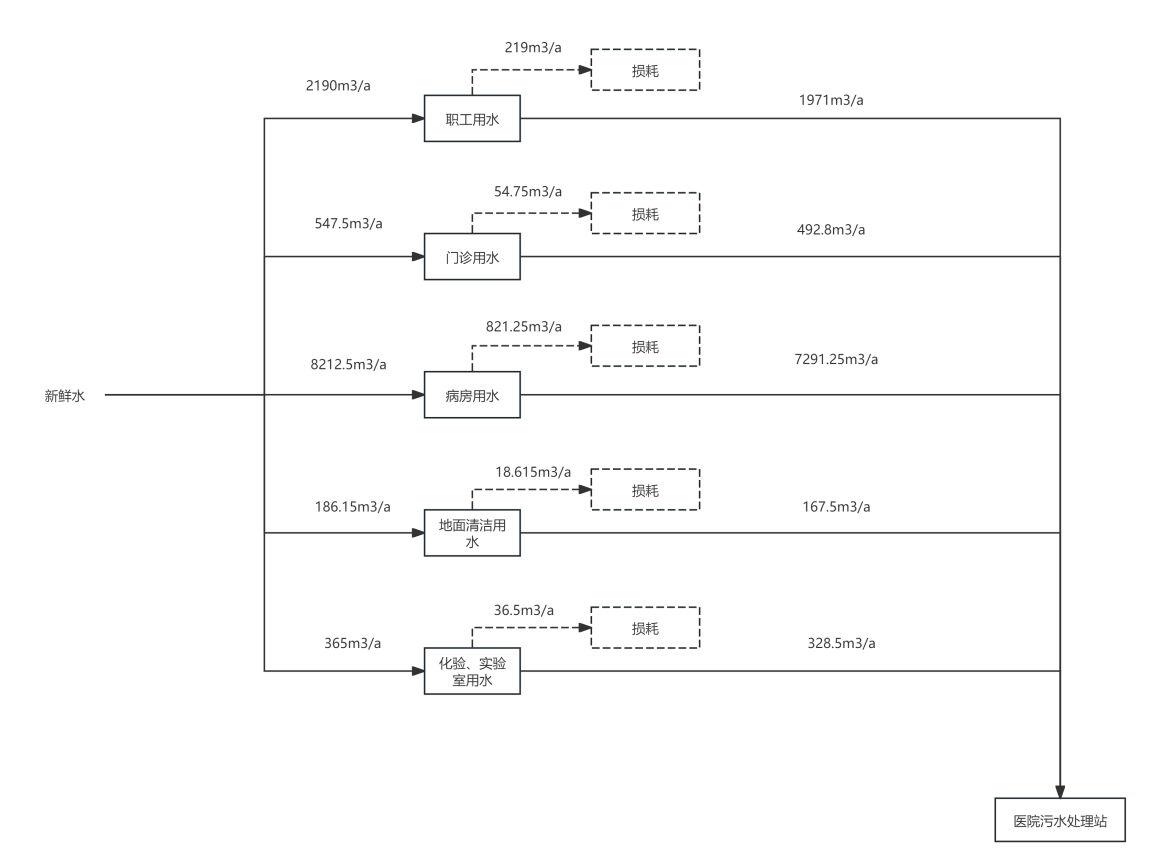 219m3/a
损耗
2190m3/a
1971m3/a
职工用水
54.75m3/a
损耗
547.5m3/a
492.8m3/a
门诊用水
821.25m3/a
损耗
8212.5m3/a
7291.25m3/a
新鲜水
病房用水
18.615m3/a
损耗
186.15m3/a
167.5m3/a
地面清洁用
水
36.5m3/a
损耗
365m3/a
328.5m3/a
化验、实验
室用水
医院污水处理站